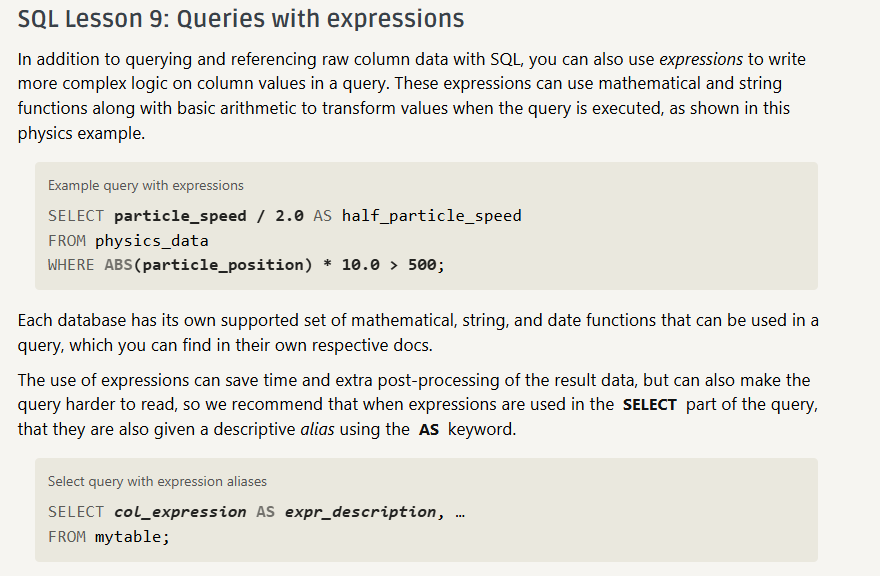 SQL Lesson 9: Queries with expressions
In addition to querying and referencing raw column data with SQL, you can also use expressions to write
more complex logic on column values in a query. These expressions can use mathematical and string
functions along with basic arithmetic to transform values when the query is executed, as shown in this
physics example.
Example query with expressions
SELECT particle_speed / 2.0 AS half_particle_speed
FROM physics_data
WHERE ABS(particle_position) * 10.0 > 500;
Each database has its own supported set of mathematical, string, and date functions that can be used in a
query, which you can find in their own respective docs.
The use of expressions can save time and extra post-processing of the result data, but can also make the
query harder to read, so we recommend that when expressions are used in the SELECT part of the query,
that they are also given a descriptive alias using the AS keyword.
Select query with expression aliases
SELECT col_expression AS expr_description, …
FROM mytable;